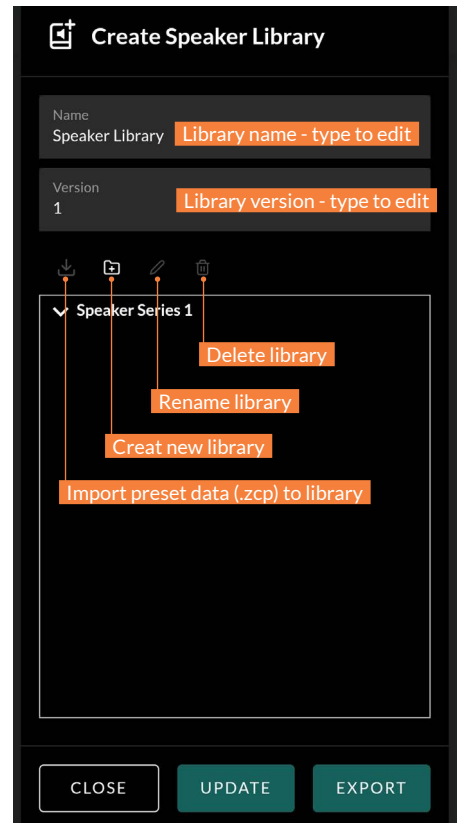 Create Speaker Library
Name
Speaker Library Library name - type to edit
Version
1 Library version - type to edit
Speaker Series 1
Delete library
Rename library
Creat new library
Import preset data (.zcp) to library
CLOSE UPDATE EXPORT